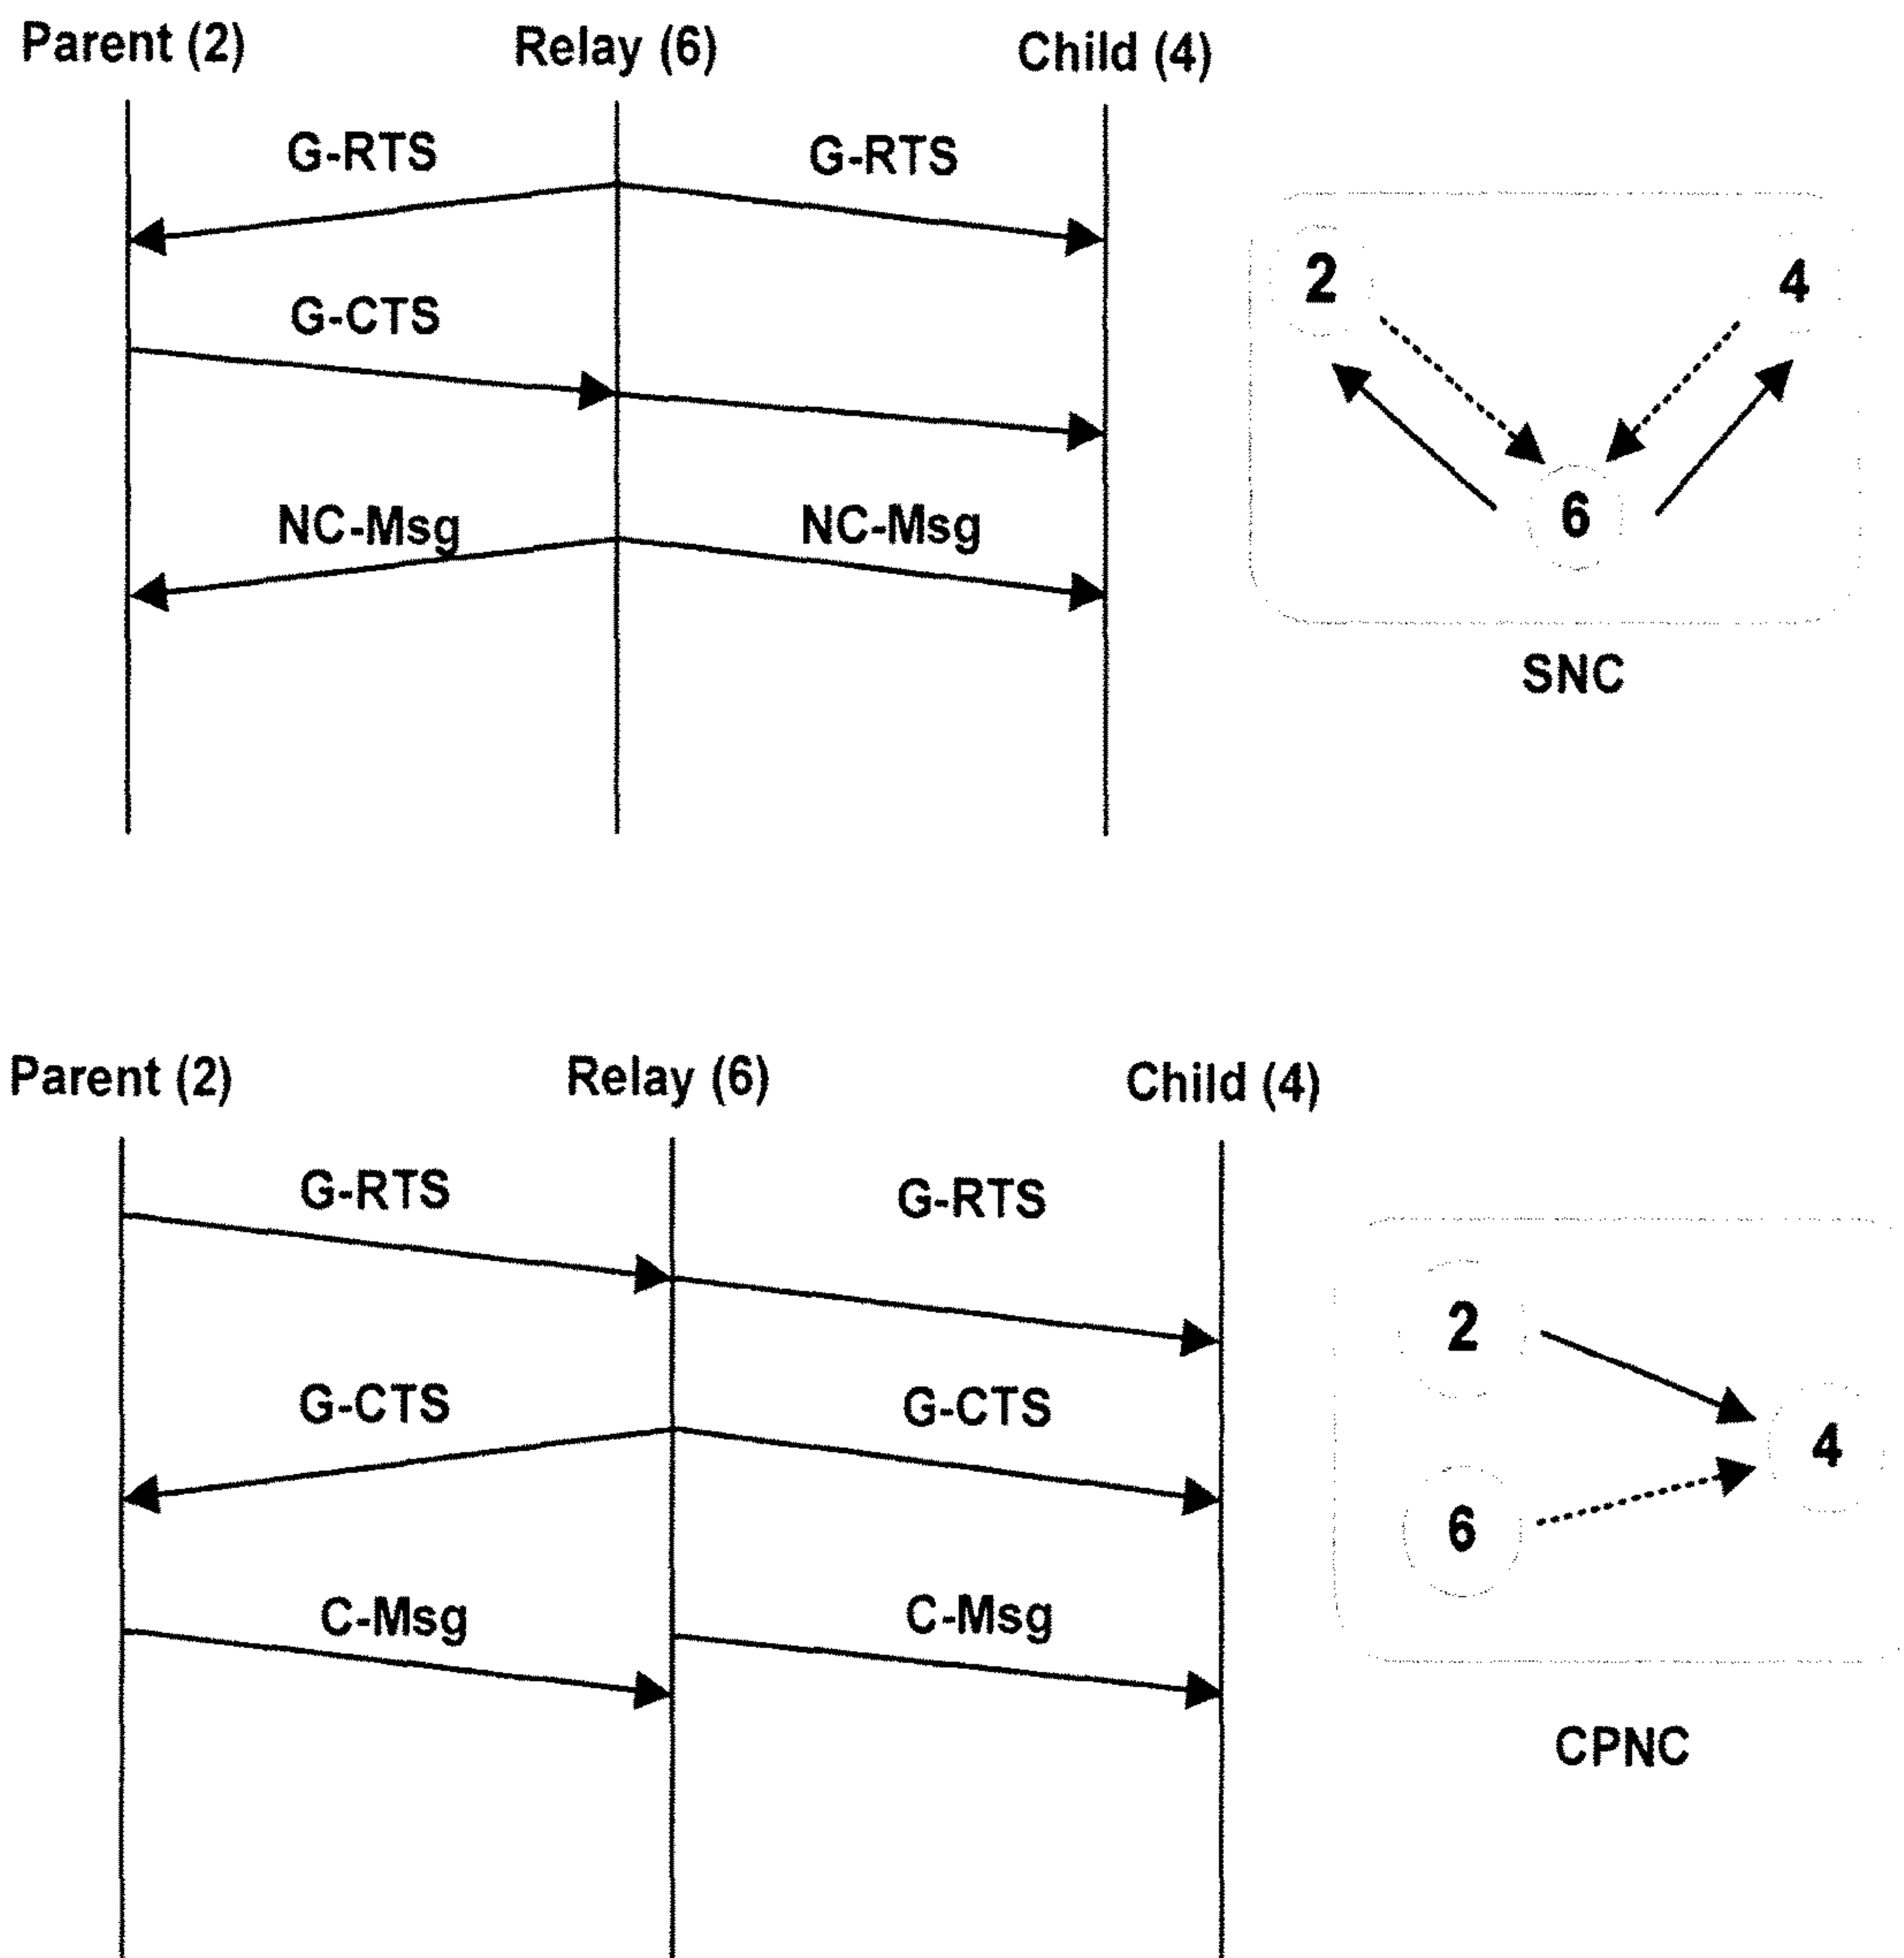 Parent (2) Relay (6) Child (4)
G-RTS G-RTS
G-CTS
NC-Msg NC-Msg
2 4
6
SNC
Parent (2) Relay (6) Child (4)
G-RTS G-RTS
G-CTS G-CTS
C-Msg C-Msg
2
4
6
CPNC